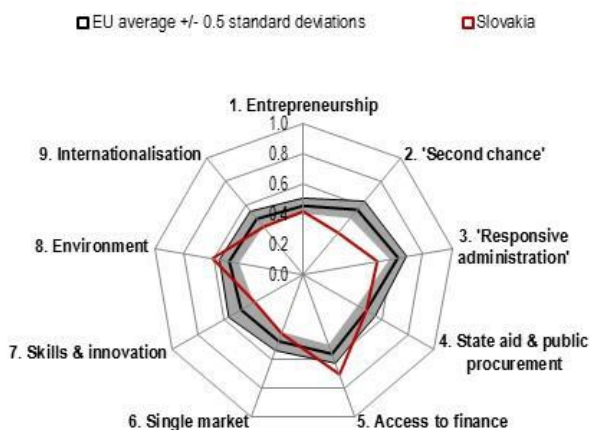 EU average +/- 0.5 standard deviations
Slovakia
1. Entrepreneurship
1.0
9. Internationalisation
0.8
2. 'Second chance'
0.6
0.4
8. Environment
0.2
3. 'Responsive
administration'
0.0
7. Skills & innovation
4. State aid & public
procurement
6. Single market
5. Access to finance